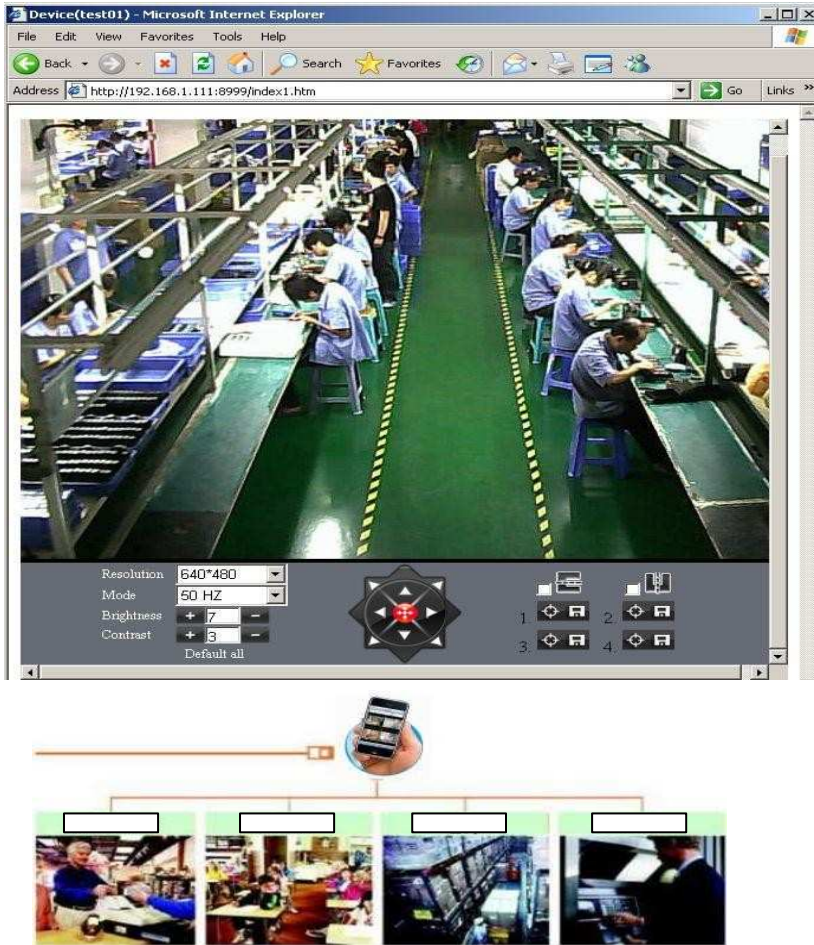 Device(test01) - Microsoft Internet Explorer
File Edit View Favorites Tools Help
Back Search Favorites
Address http://192.168.1.111:8999/index1.htm Go Links »
Resolution 640*480
Mode 50 HZ
Brightness + 7 -
Contrast + 3 -
Default all
1. 2.
3. 4.